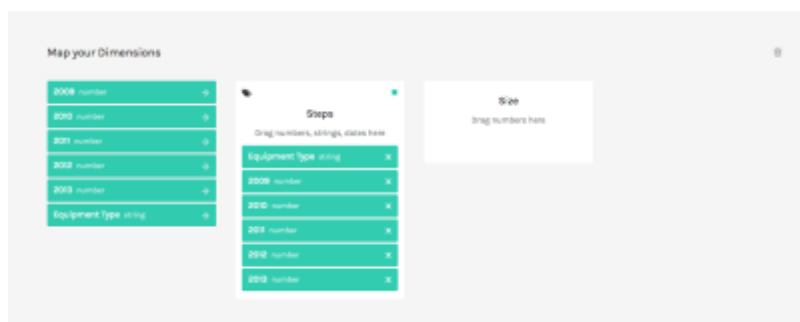 Map your Dimensions
2009 number
2010 number
2011 number
2012 number
2013 number
Equipment Type string
Steps
Drag numbers, strings, dates here
Equipment Type string
2009 number
2010 number
2011 number
2012 number
2013 number
Size
Drag numbers here